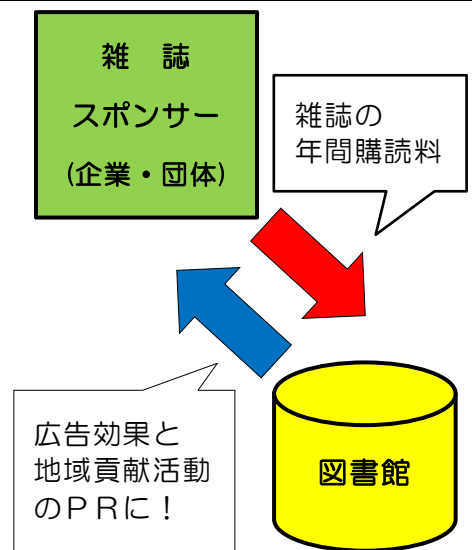 雑　誌
スポンサー
(企業・団体)
雑誌の
年間購読料
広告効果と
地域貢献活動
のＰＲに！
図書館